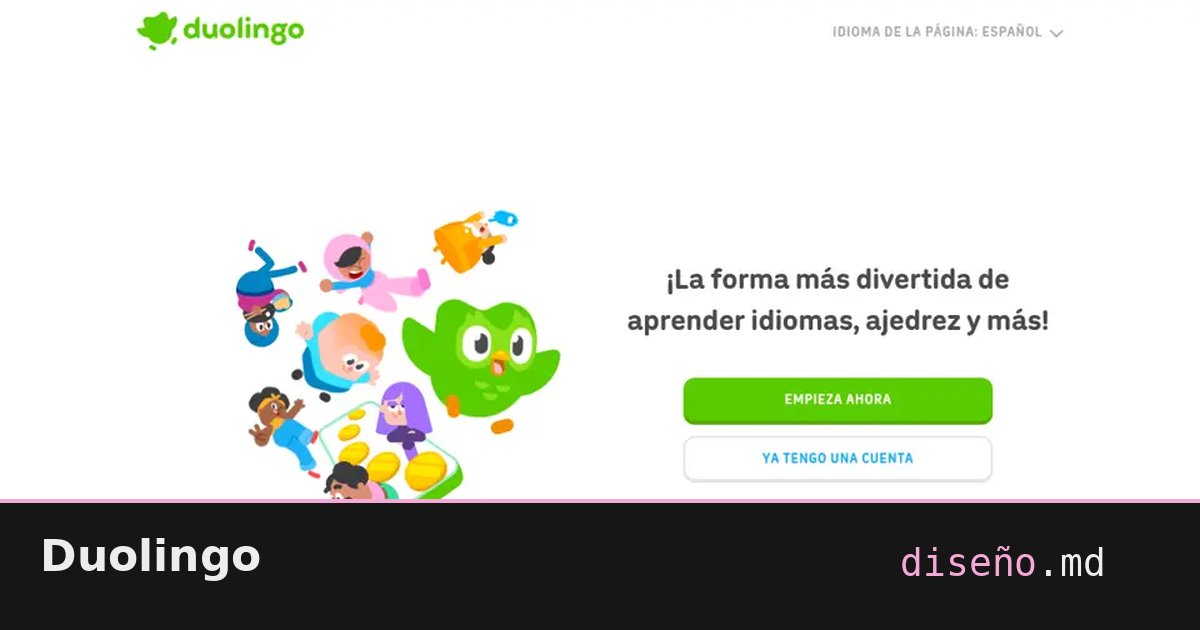 duolingo
IDIOMA DE LA PÁGINA: ESPAÑOL
¡La forma más divertida de
aprender idiomas, ajedrez y más!
EMPIEZA AHORA
YA TENGO UNA CUENTA
Duolingo
diseño.md